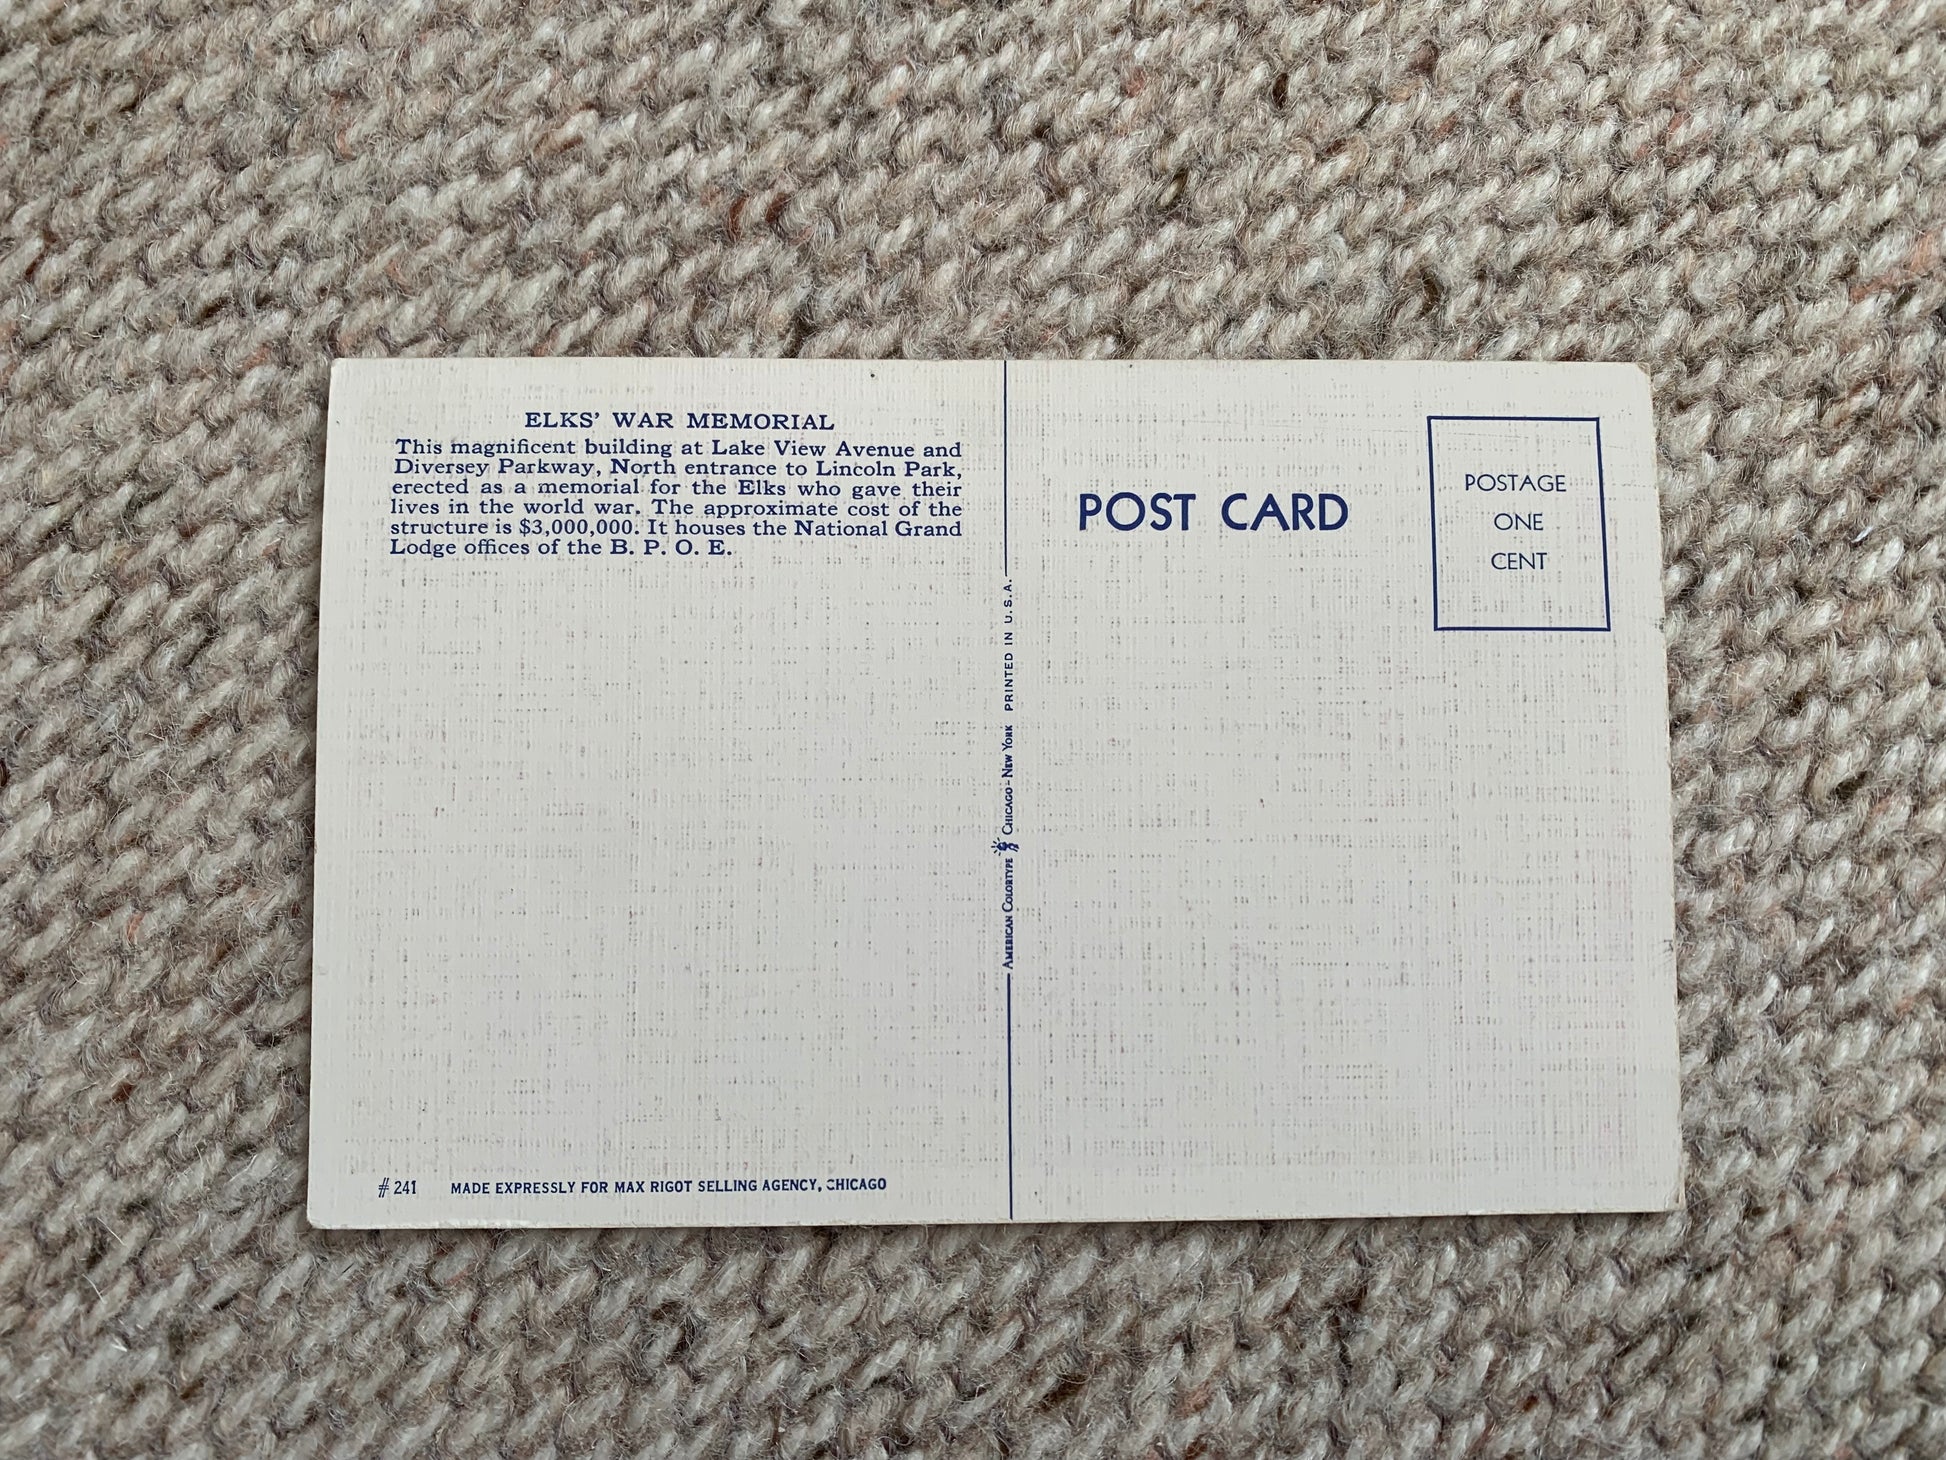 ELKS' WAR MEMORIAL
This magnificent building at Lake View Avenue and
Diversey Parkway, North entrance to Lincoln Park,
erected as a memorial for the Elks who gave their
lives in the world war. The approximate cost of the
structure is $3,000,000. It houses the National Grand
Lodge offices of the B. P. O. E.
# 241 MADE EXPRESSLY FOR MAX RIGOT SELLING AGENCY, CHICAGO
AMERICAN COLORTYPE CHICAGO - NEW YORK PRINTED IN U.S.A.
POST CARD
POSTAGE
ONE
CENT